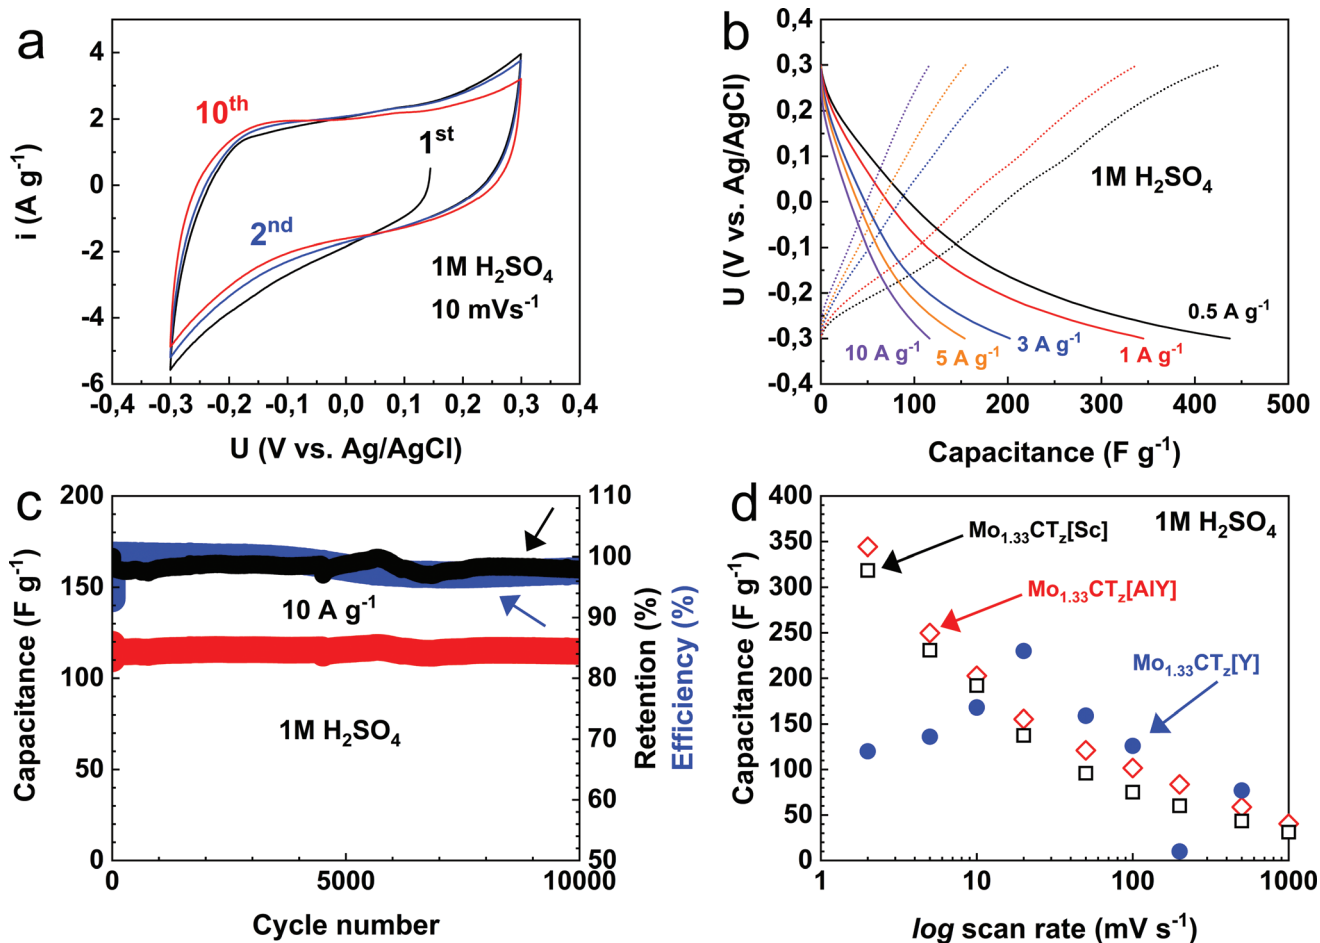 a
4
2
0
-2
-4
-6
i (A g⁻¹)
10ᵗʰ
1ˢᵗ
2ⁿᵈ
1M H₂SO₄
10 mVs⁻¹
-0,4 -0,3 -0,2 -0,1 0,0 0,1 0,2 0,3 0,4
U (V vs. Ag/AgCl)
b
0,4
0,3
0,2
0,1
0,0
-0,1
-0,2
-0,3
-0,4
U (V vs. Ag/AgCl)
1M H₂SO₄
0.5 A g⁻¹
10 A g⁻¹
5 A g⁻¹
3 A g⁻¹
1 A g⁻¹
0 100 200 300 400 500
Capacitance (F g⁻¹)
c
200
150
100
50
0
Capacitance (F g⁻¹)
10 A g⁻¹
1M H₂SO₄
110
100
90
80
70
60
50
Retention (%)
Efficiency (%)
0 5000 10000
Cycle number
d
400
350
300
250
200
150
100
50
0
Capacitance (F g⁻¹)
1M H₂SO₄
Mo₁.₃₃CT_z[Sc]
Mo₁.₃₃CT_z[AlY]
Mo₁.₃₃CT_z[Y]
1 10 100 1000
log scan rate (mV s⁻¹)